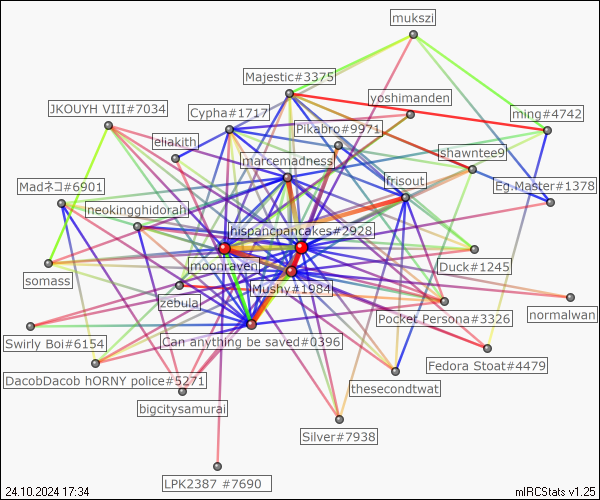 mukszi
Majestic#3375
yoshimanden
JKOUYH VIII#7034
Cypha#1717
ming#4742
Pikabro#9971
eliakith
shawntee9
marcemadness
frisout
Madネコ#6901
Eg.Master#1378
neokingghidorah
hispanopancakes#2928
moonraven
Duck#1245
somass
Mushy#1984
zebula
normalwan
Pocket Persona#3326
Swirly Boi#6154
Can anything be saved#0396
Fedora Stoat#4479
DacobDacob hORNY police#5271
thesecondtwat
bigcitysamurai
Silver#7938
LPK2387 #7690
24.10.2024 17:34
mIRCStats v1.25